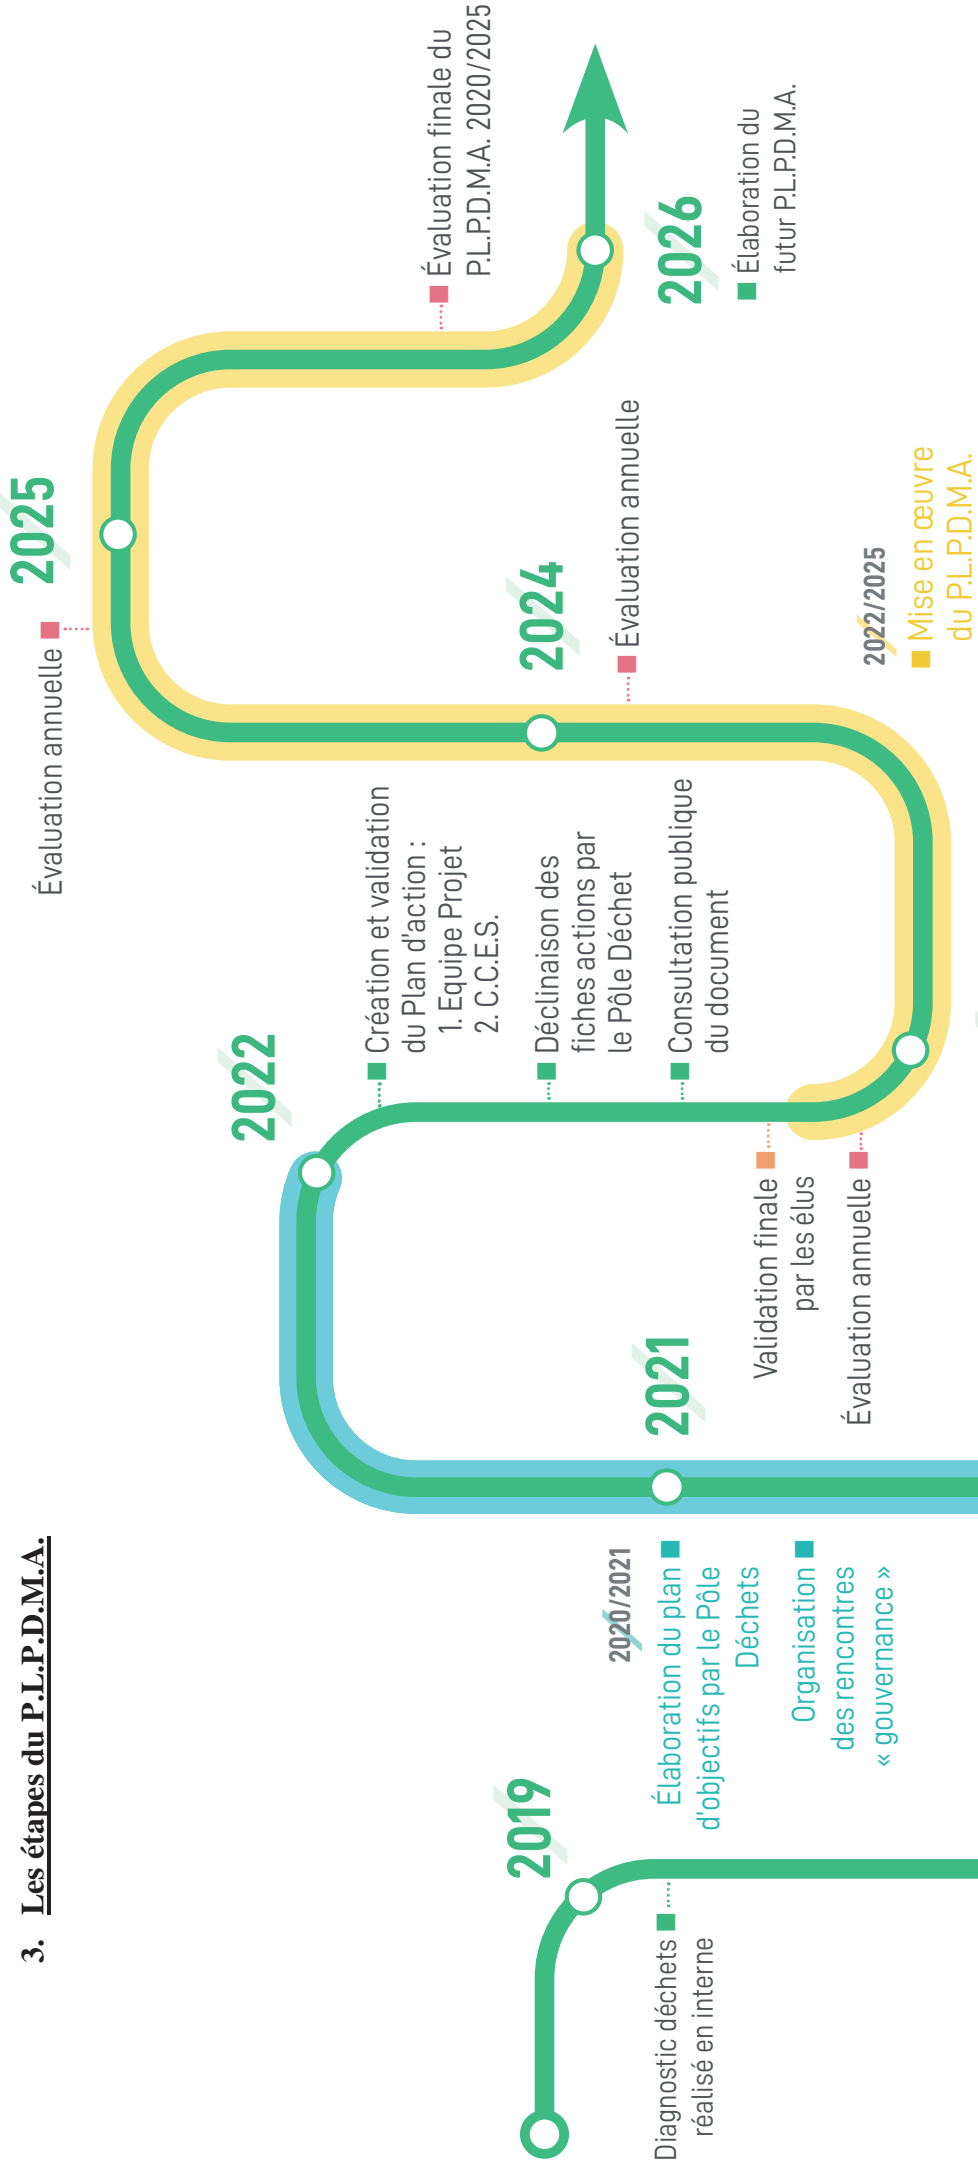 3. Les étapes du P.L.P.D.M.A.
2019
Diagnostic déchets
réalisé en interne
2020/2021
Élaboration du plan
d'objectifs par le Pôle
Déchets
Organisation
des rencontres
« gouvernance »
2021
2022
Création et validation
du Plan d'action :
1. Equipe Projet
2. C.C.E.S.
Déclinaison des
fiches actions par
le Pôle Déchet
Consultation publique
du document
Validation finale
par les élus
Évaluation annuelle
2022/2025
Mise en œuvre
du P.L.P.D.M.A.
2024
Évaluation annuelle
2025
Évaluation annuelle
Évaluation finale du
P.L.P.D.M.A. 2020/2025
2026
Élaboration du
futur P.L.P.D.M.A.